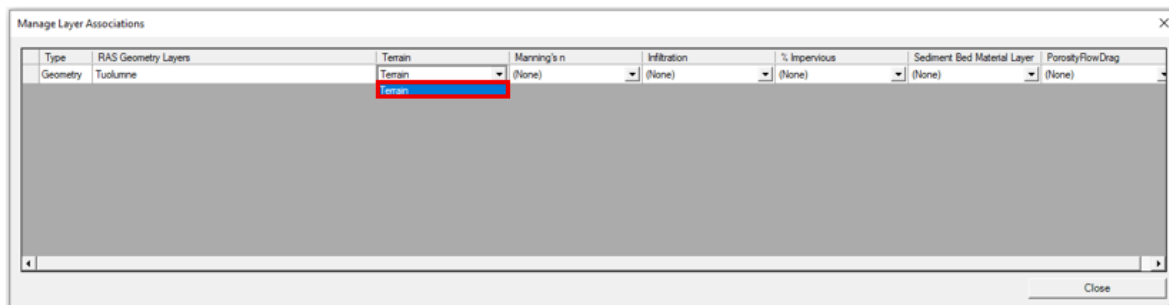 Manage Layer Associations
Type RAS Geometry Layers Terrain Manning's n Infiltration % Impervious Sediment Bed Material Layer PorosityFlowDrag
Geometry Tuolumne Terrain (None) (None) (None) (None) (None)
Terrain
Close